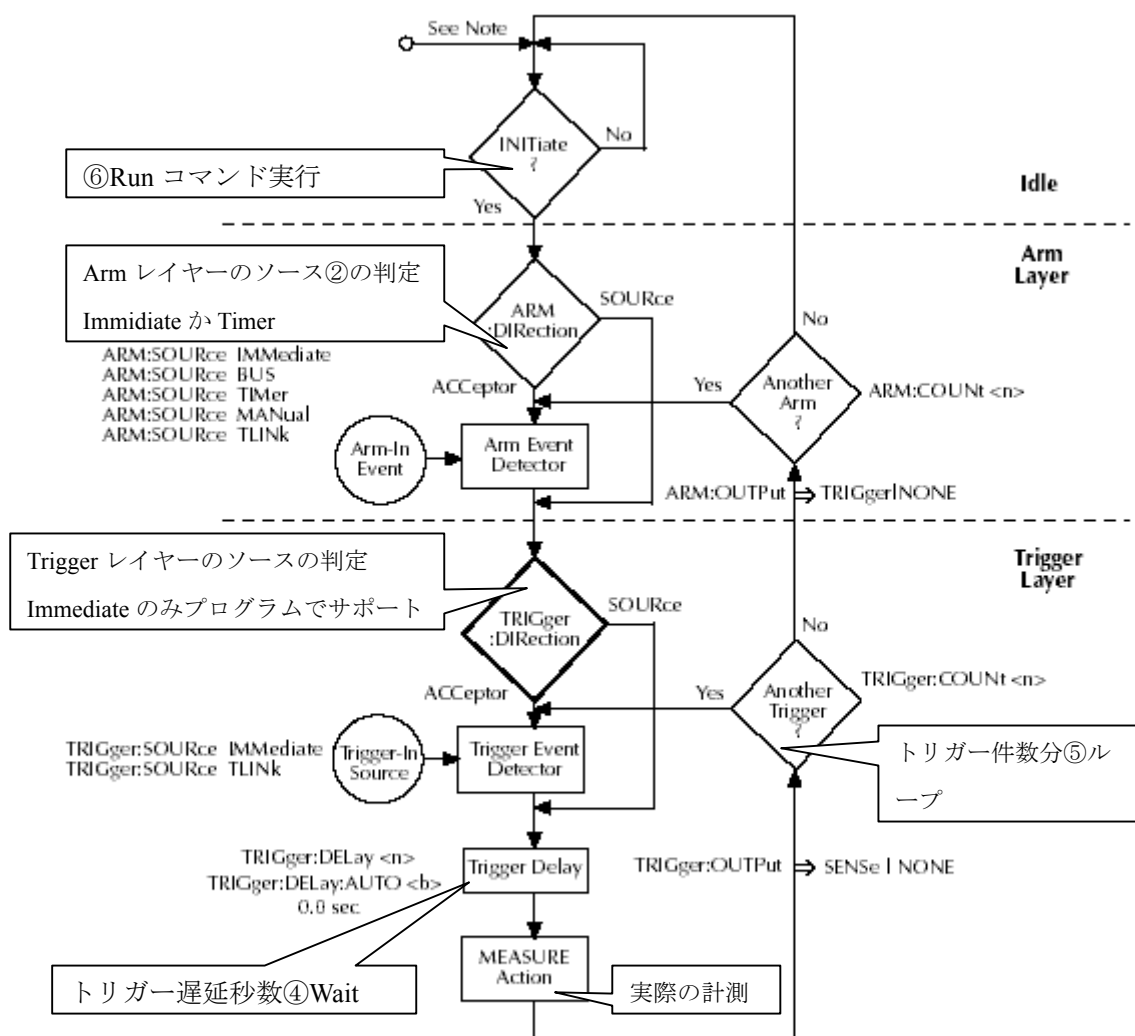 See Note
INITiate
?
No
Yes
⑥Run コマンド実行
Idle
Arm
Layer
Arm レイヤーのソース②の判定
Immidiate か Timer
ARM
:DIRection
SOURce
ARM:SOURce IMMediate
ARM:SOURce BUS
ARM:SOURce TIMer
ARM:SOURce MANual
ARM:SOURce TLINk
ACCeptor
No
Yes
Another
Arm
?
ARM:COUNt <n>
Arm-In
Event
Arm Event
Detector
ARM:OUTPut ⇒ TRIGger|NONE
Trigger
Layer
Trigger レイヤーのソースの判定
Immediate のみプログラムでサポート
TRIGger
:DIRection
SOURce
ACCeptor
No
Yes
Another
Trigger
?
TRIGger:COUNt <n>
TRIGger:SOURce IMMediate
TRIGger:SOURce TLINk
Trigger-In
Source
Trigger Event
Detector
トリガー件数分⑤ル
ープ
TRIGger:DELay <n>
TRIGger:DELay:AUTO <b>
0.0 sec
Trigger Delay
TRIGger:OUTPut ⇒ SENSe | NONE
MEASURE
Action
トリガー遅延秒数④Wait
実際の計測